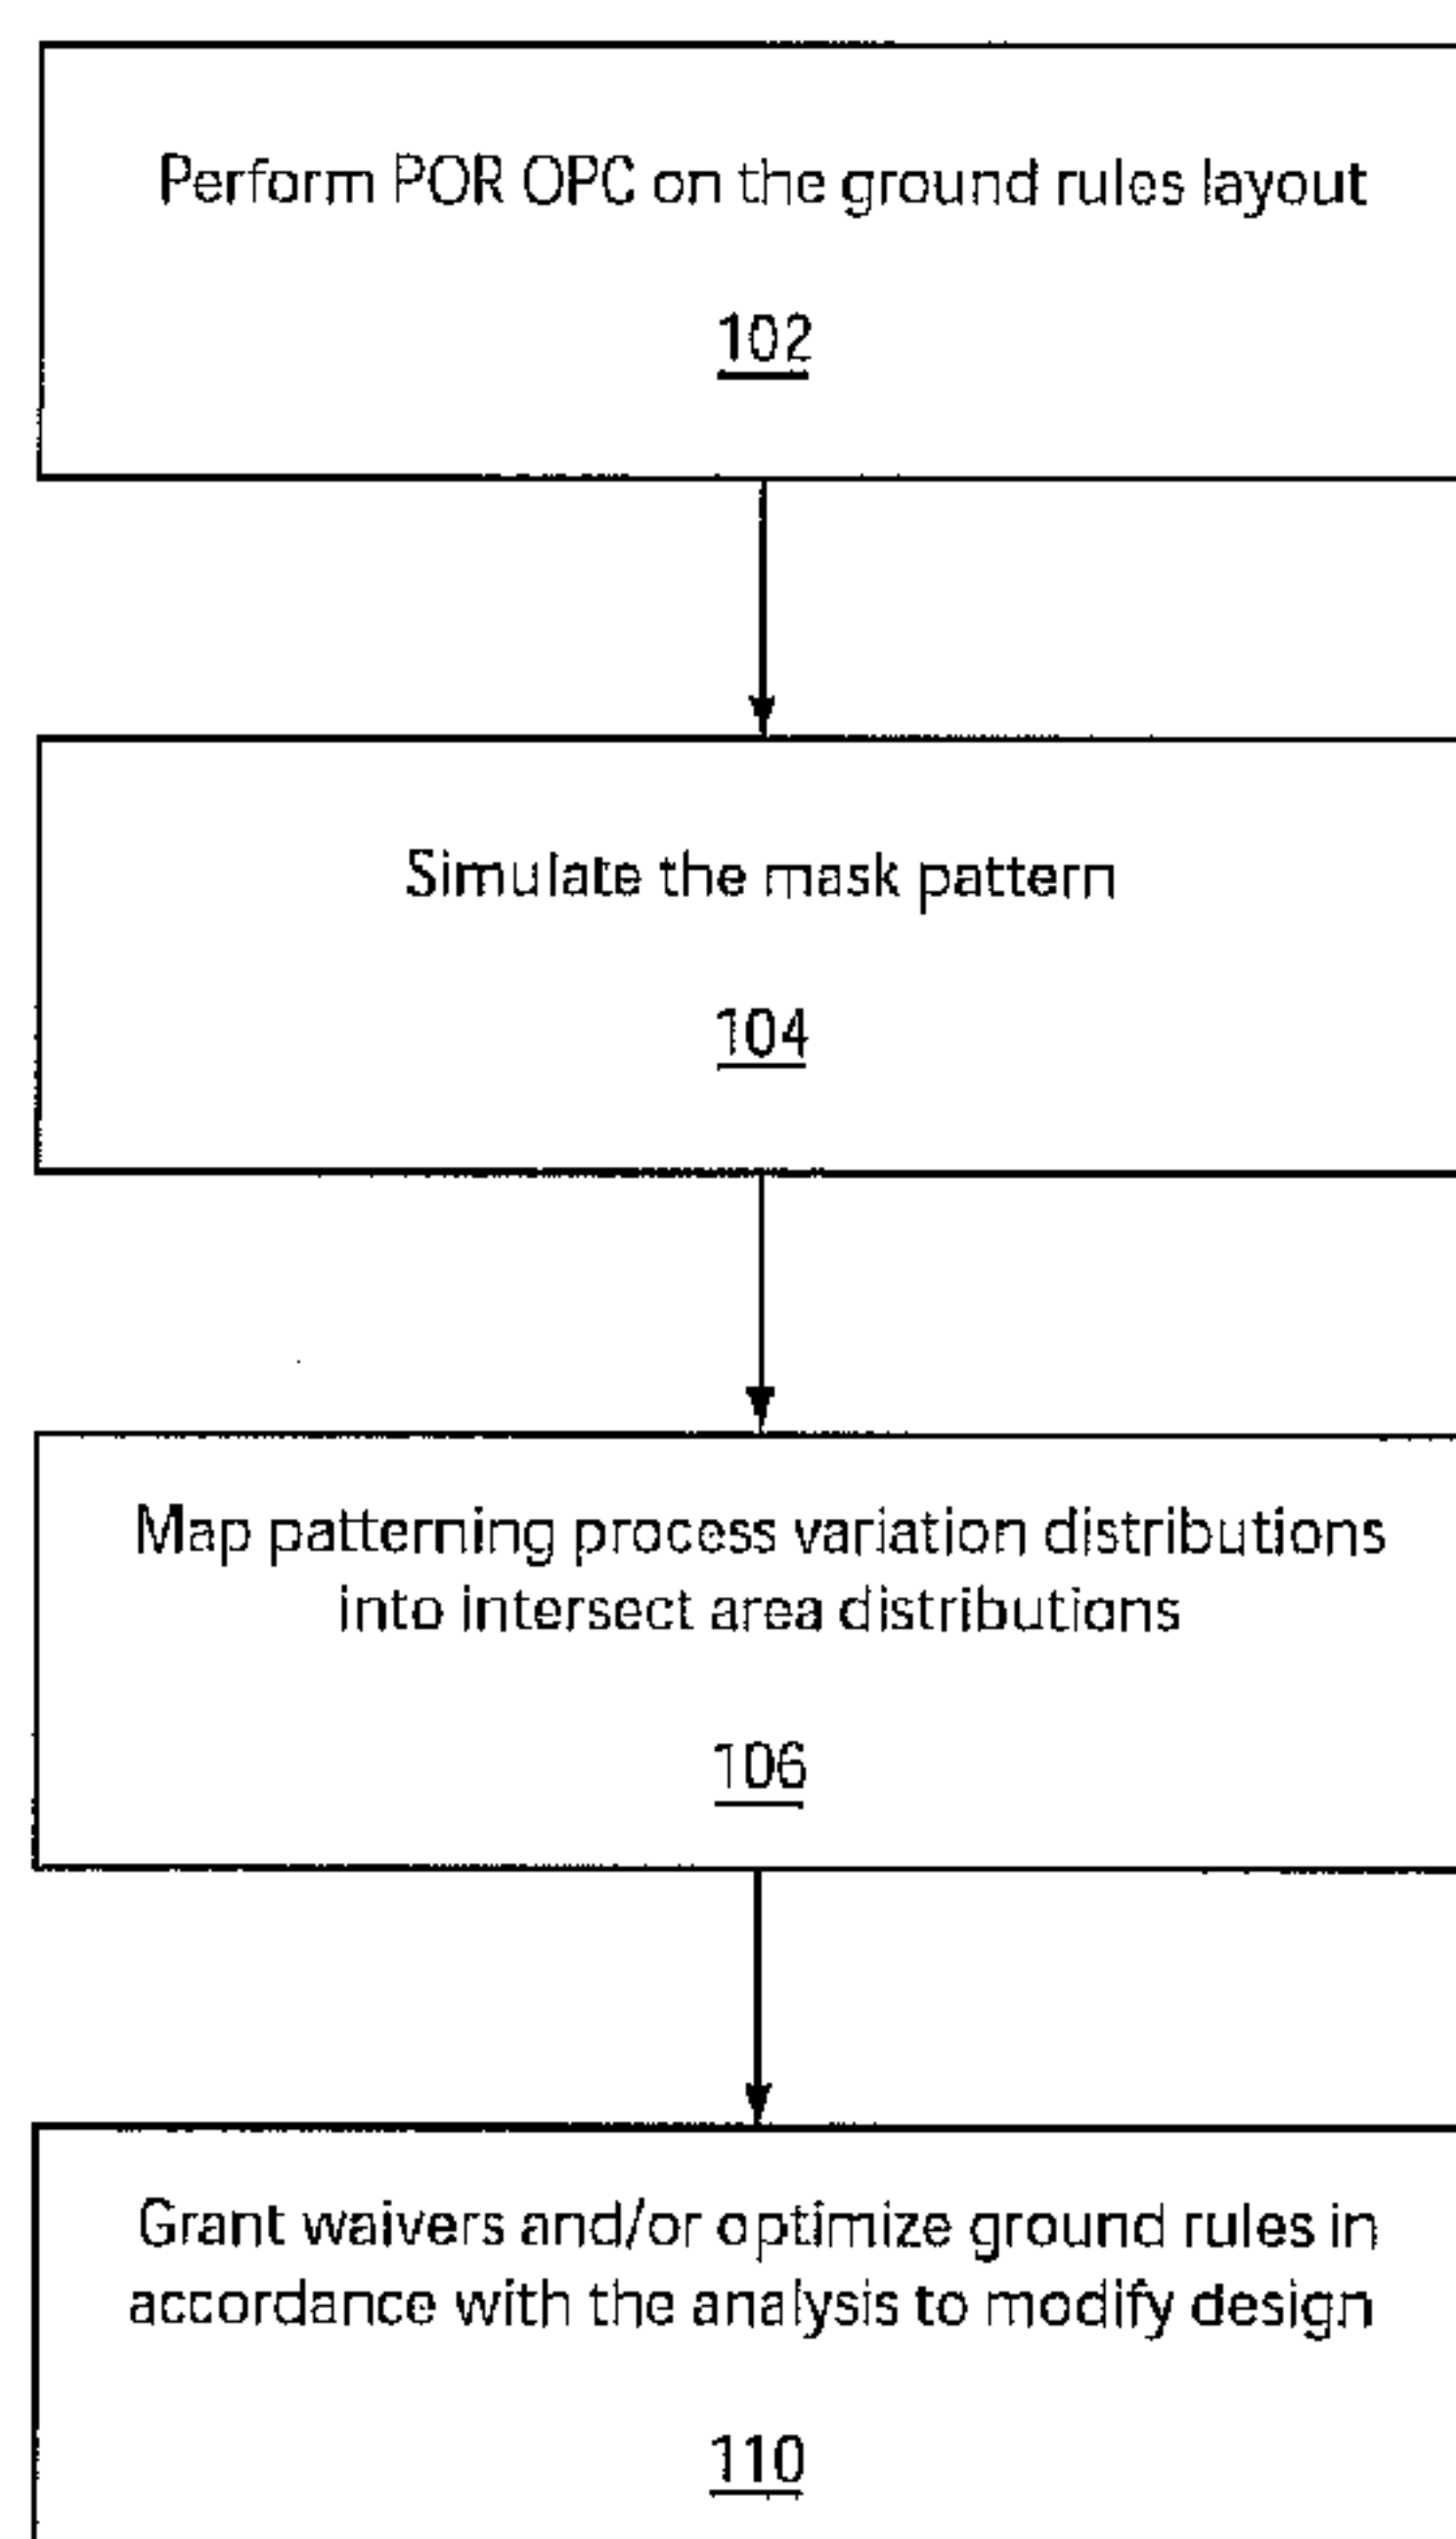 Perform POR OPC on the ground rules layout
102
Simulate the mask pattern
104
Map patterning process variation distributions
into intersect area distributions
106
Grant waivers and/or optimize ground rules in
accordance with the analysis to modify design
110